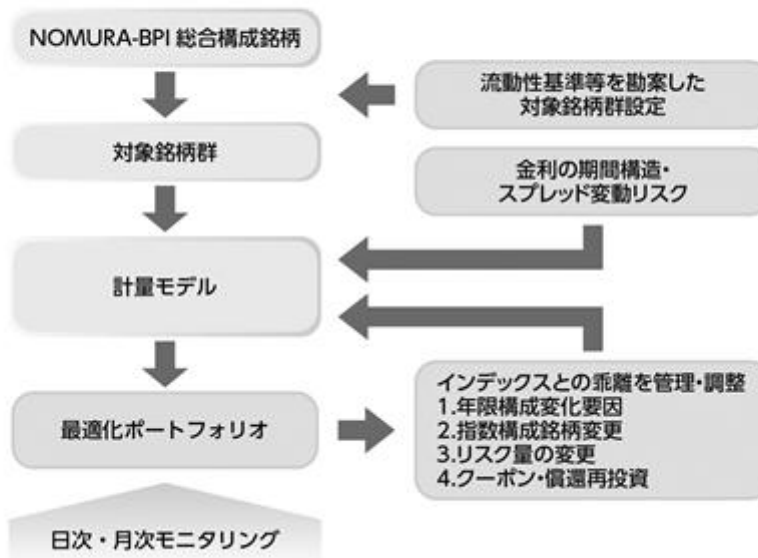 NOMURA-BPI 総合構成銘柄
流動性基準等を勘案した
対象銘柄群設定
対象銘柄群
金利の期間構造・
スプレッド変動リスク
計量モデル
最適化ポートフォリオ
インデックスとの乖離を管理・調整
1.年限構成変化要因
2.指数構成銘柄変更
3.リスク量の変更
4.クーポン・償還再投資
日次・月次モニタリング